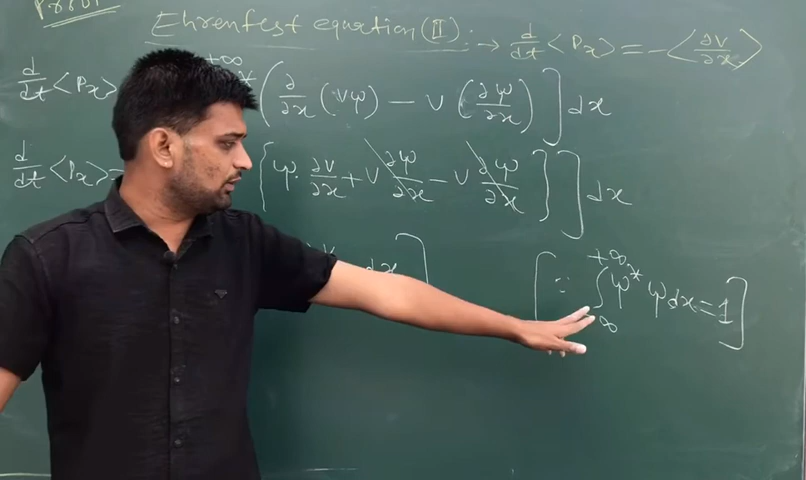 Proof
Ehrenfest equation (II) :→ d/dt <Px> = - <∂V/∂x>
d/dt <Px> +∞ * (∂/∂x (Vψ) - V (∂ψ/∂x) ] dx
d/dt <Px> = [ψ. ∂V/∂x + V ∂ψ/∂x - V ∂ψ/∂x ] ] dx
∂V/∂x dx ] [ ∵ +∞ ∫ -∞ ψ* ψ dx = 1 ]